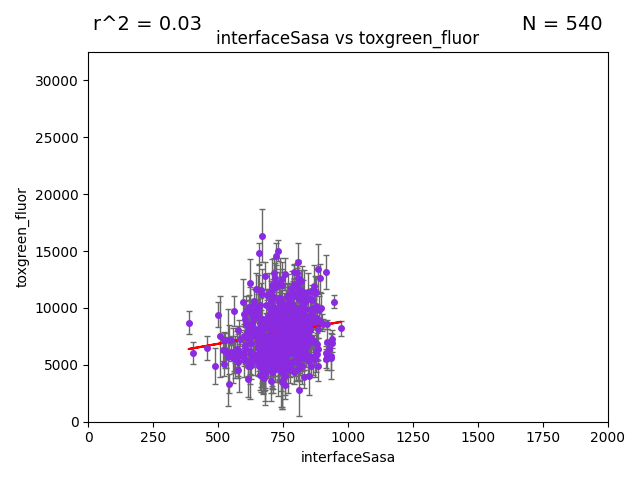 r^2 = 0.03
N = 540
interfaceSasa vs toxgreen_fluor
30000
25000
20000
15000
10000
5000
0
toxgreen_fluor
0 250 500 750 1000 1250 1500 1750 2000
interfaceSasa